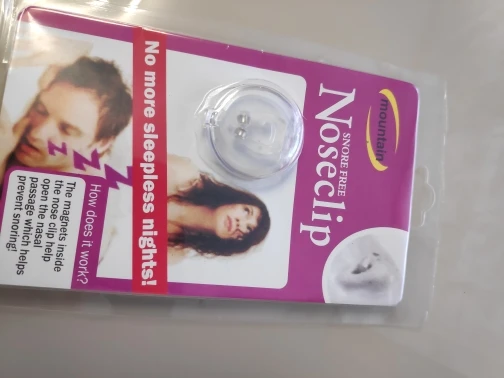 mountain
SNORE FREE
Noseclip
No more sleepless nights!
z z z
How does it work?
The magnets inside
the nose clip help
open the nasal
passage which helps
prevent snoring!